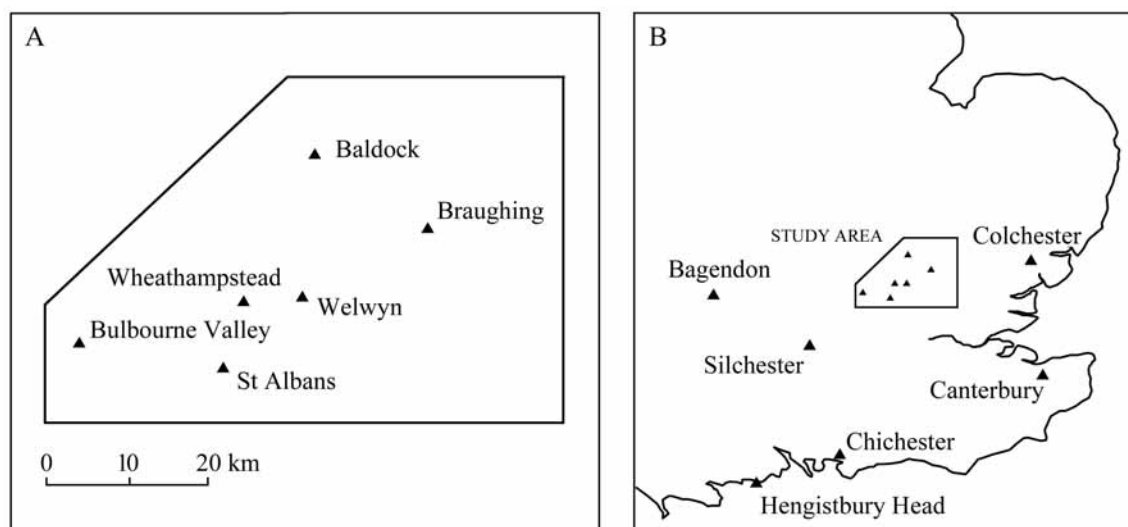 A
Baldock
Braughing
Wheathampstead
Welwyn
Bulbourne Valley
St Albans
0 10 20 km
B
STUDY AREA
Colchester
Bagendon
Silchester
Canterbury
Chichester
Hengistbury Head